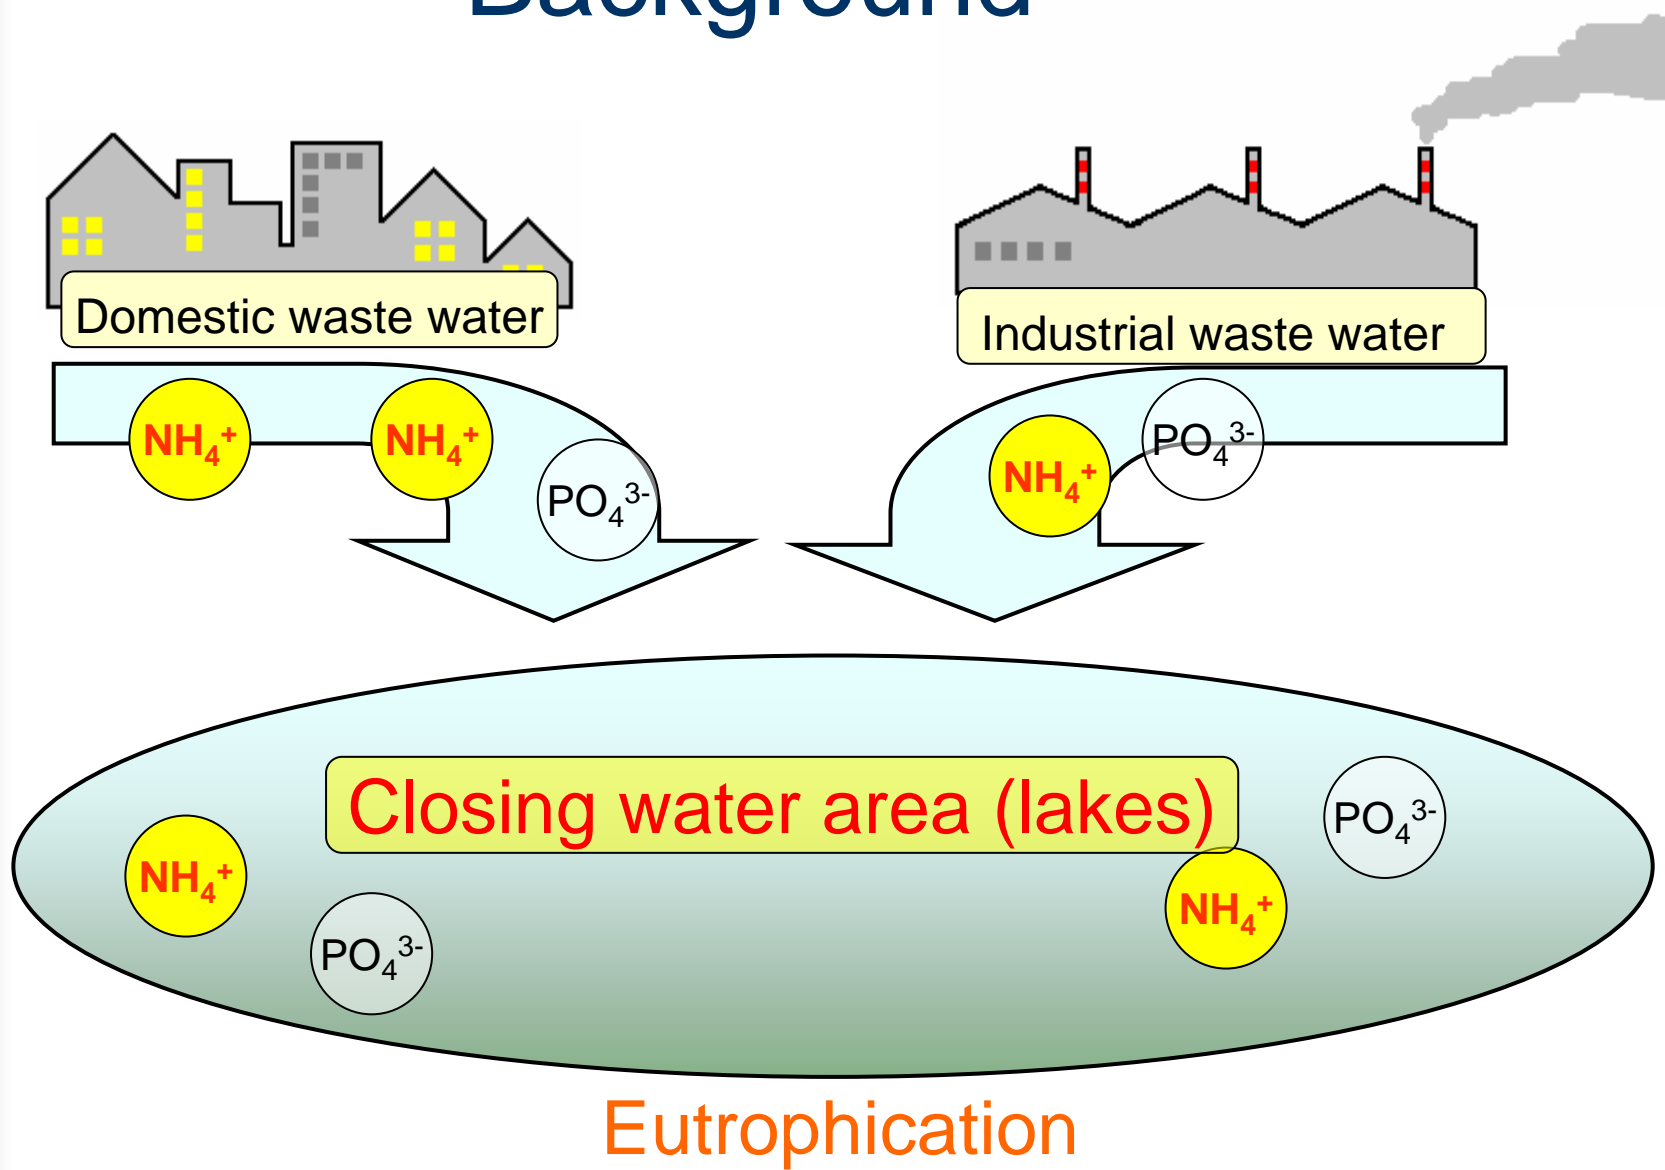 Background
Domestic waste water
Industrial waste water
NH₄⁺
NH₄⁺
PO₄³⁻
NH₄⁺
PO₄³⁻
Closing water area (lakes)
PO₄³⁻
NH₄⁺
NH₄⁺
PO₄³⁻
Eutrophication